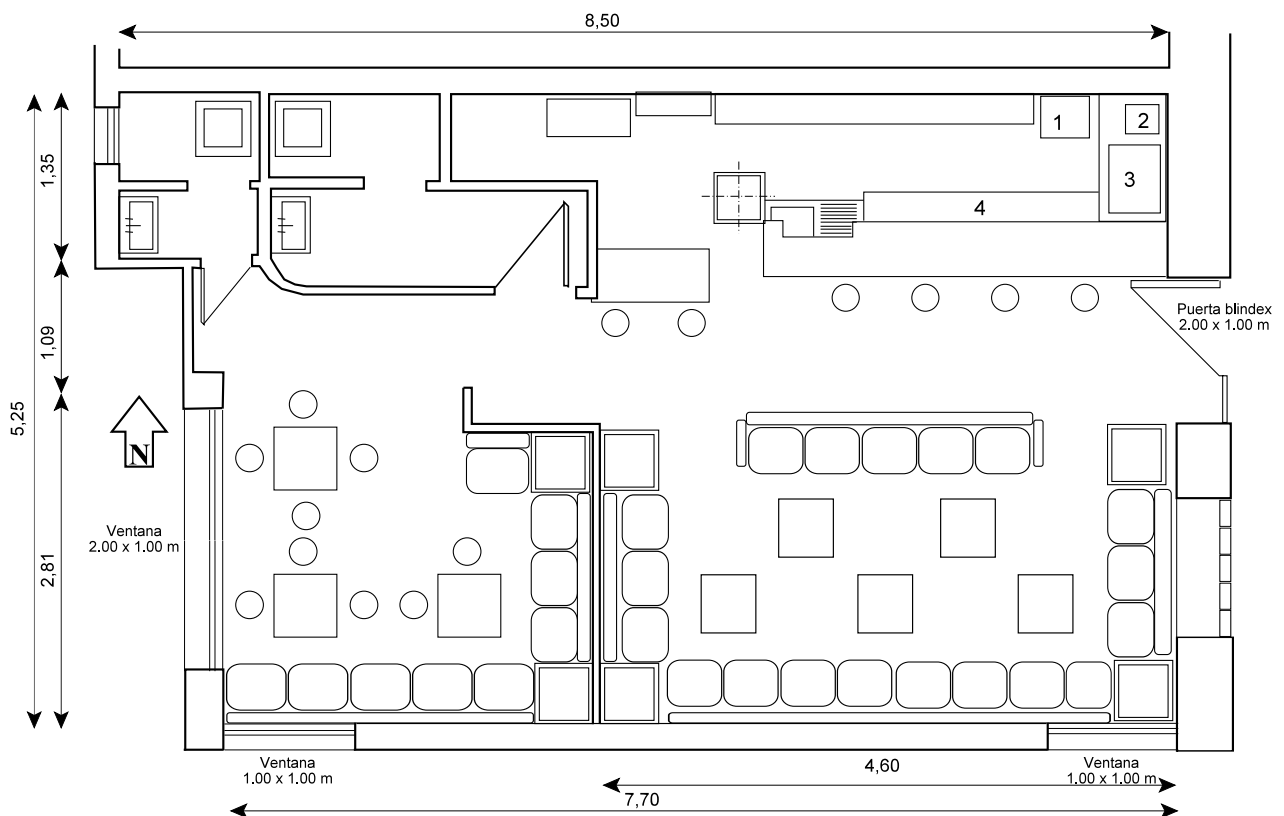 8,50
1
2
3
4
1,35
1,09
5,25
2,81
N
Puerta blindex
2.00 x 1.00 m
Ventana
2.00 x 1.00 m
Ventana
1.00 x 1.00 m
4,60
Ventana
1.00 x 1.00 m
7,70